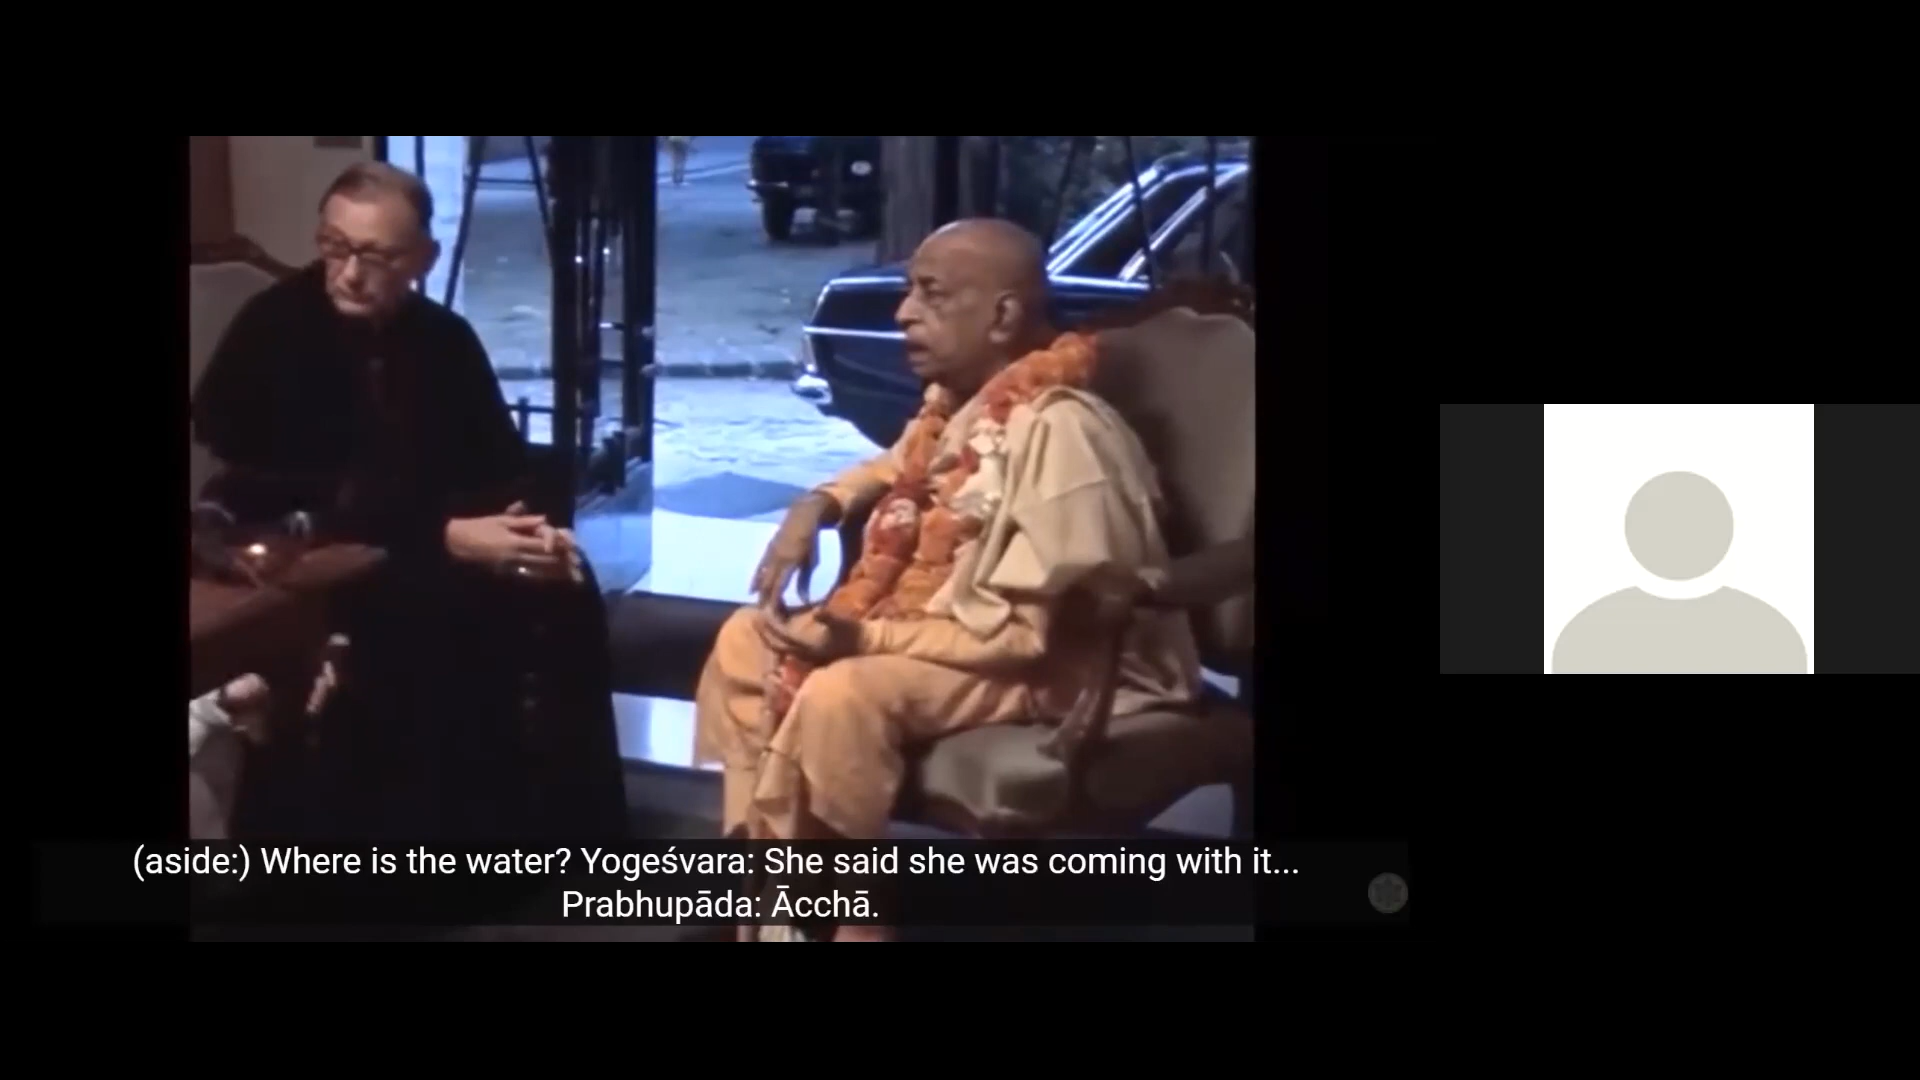 (aside:) Where is the water? Yogeśvara: She said she was coming with it...
Prabhupāda: Ācchā.